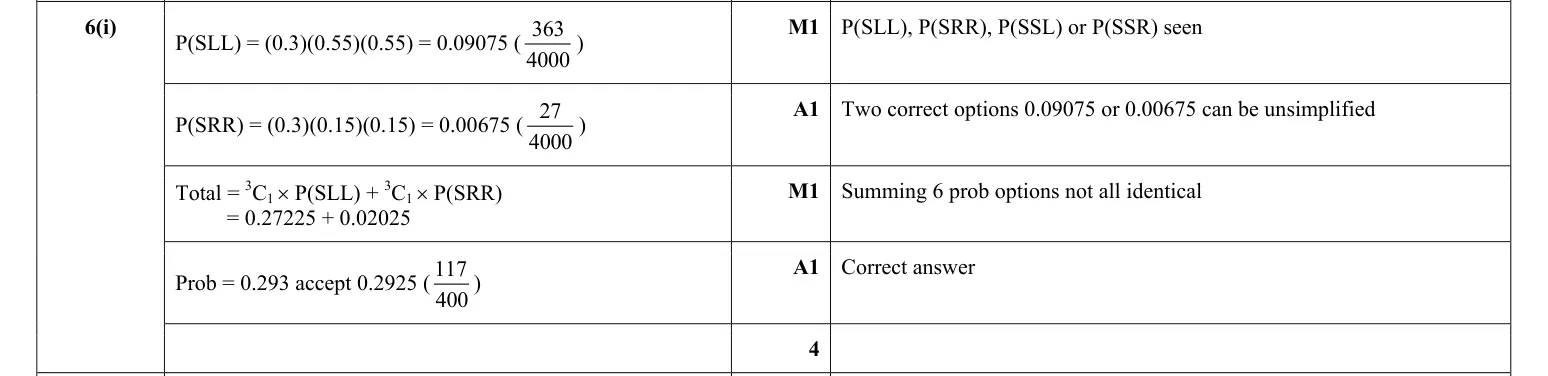 6(i)
P(SLL) = (0.3)(0.55)(0.55) = 0.09075 ( 363/4000 )
M1
P(SLL), P(SRR), P(SSL) or P(SSR) seen
P(SRR) = (0.3)(0.15)(0.15) = 0.00675 ( 27/4000 )
A1
Two correct options 0.09075 or 0.00675 can be unsimplified
Total = ³C₁ × P(SLL) + ³C₁ × P(SRR)
= 0.27225 + 0.02025
M1
Summing 6 prob options not all identical
Prob = 0.293 accept 0.2925 ( 117/400 )
A1
Correct answer
4